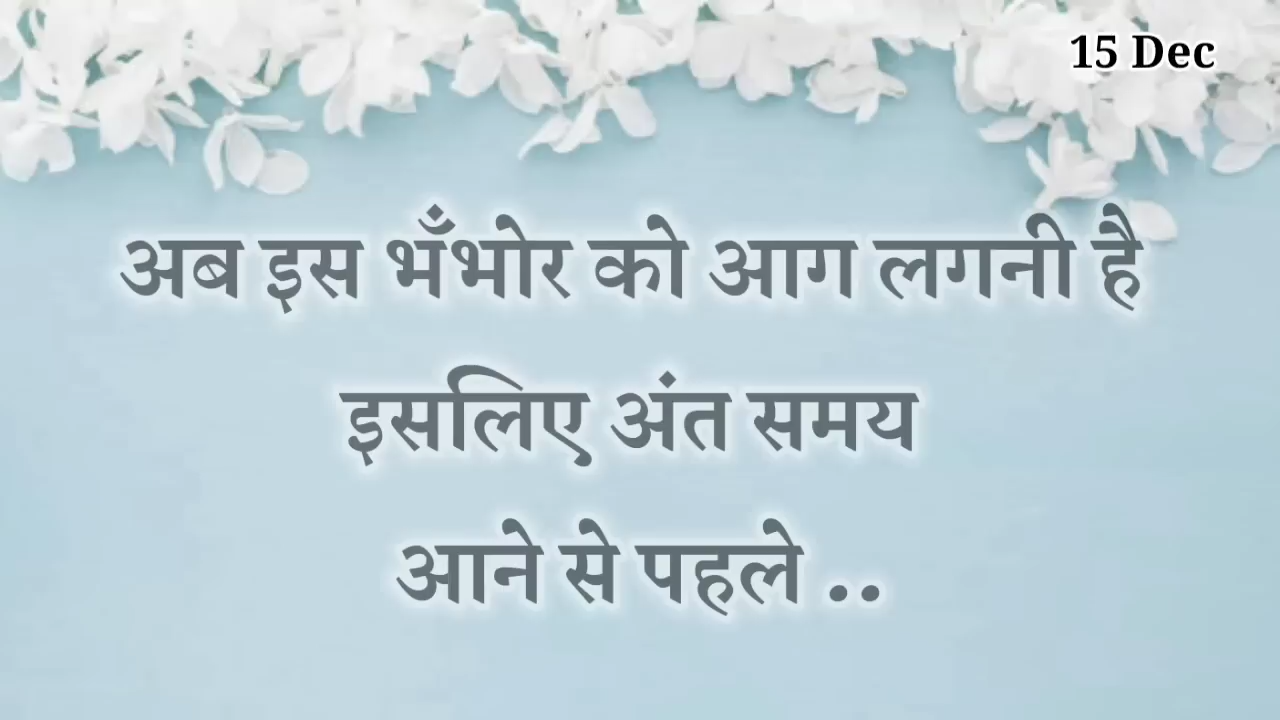 15 Dec
अब इस भँभोर को आग लगनी है
इसलिए अंत समय
आने से पहले ..